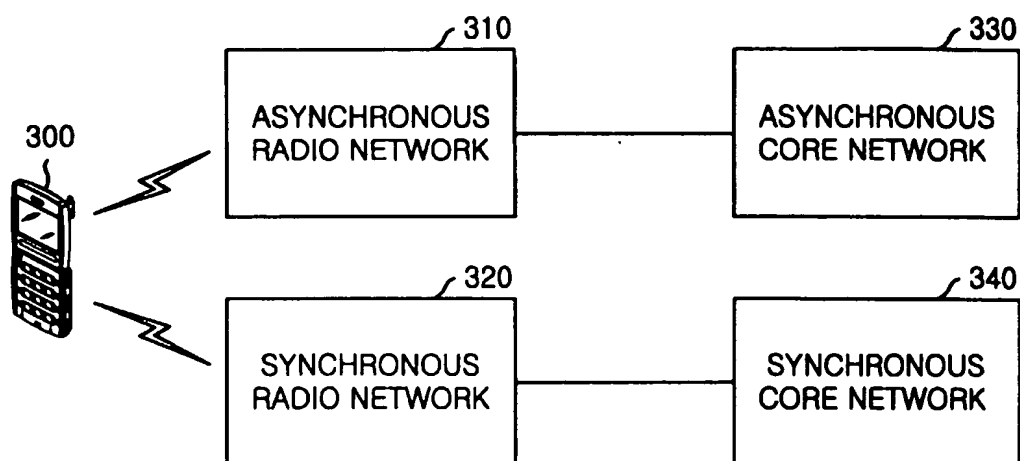 310
330
ASYNCHRONOUS
RADIO NETWORK
ASYNCHRONOUS
CORE NETWORK
300
320
340
SYNCHRONOUS
RADIO NETWORK
SYNCHRONOUS
CORE NETWORK